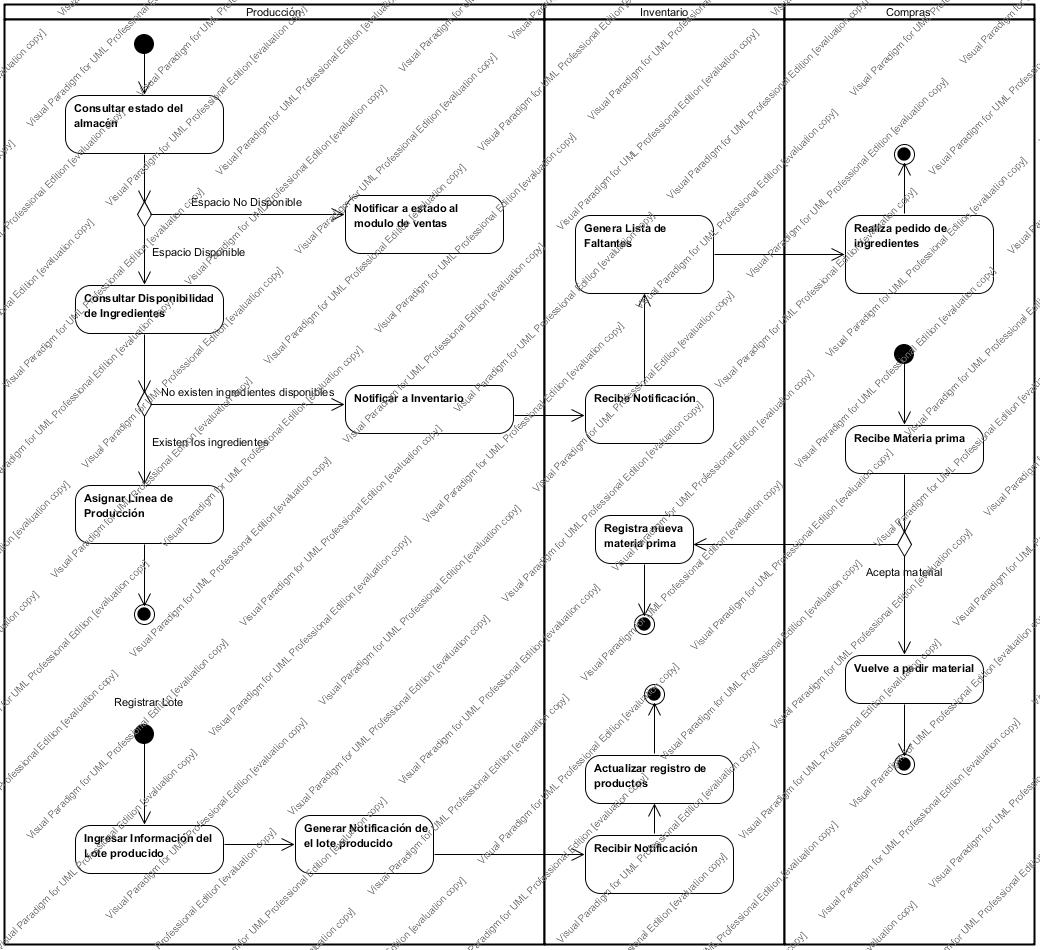 Producción
Inventario
Compras
Consultar estado del
almacén
Espacio No Disponible
Notificar a estado al
modulo de ventas
Espacio Disponible
Genera Lista de
Faltantes
Realiza pedido de
ingredientes
Consultar Disponibilidad
de Ingredientes
No existen ingredientes disponibles
Notificar a Inventario
Recibe Notificación
Existen los ingredientes
Recibe Materia prima
Asignar Linea de
Producción
Registra nueva
materia prima
Acepta material
Vuelve a pedir material
Registrar Lote
Actualizar registro de
productos
Ingresar Información del
Lote producido
Generar Notificación de
el lote producido
Recibir Notificación
Visual Paradigm for UML Professional Edition [evaluation copy]